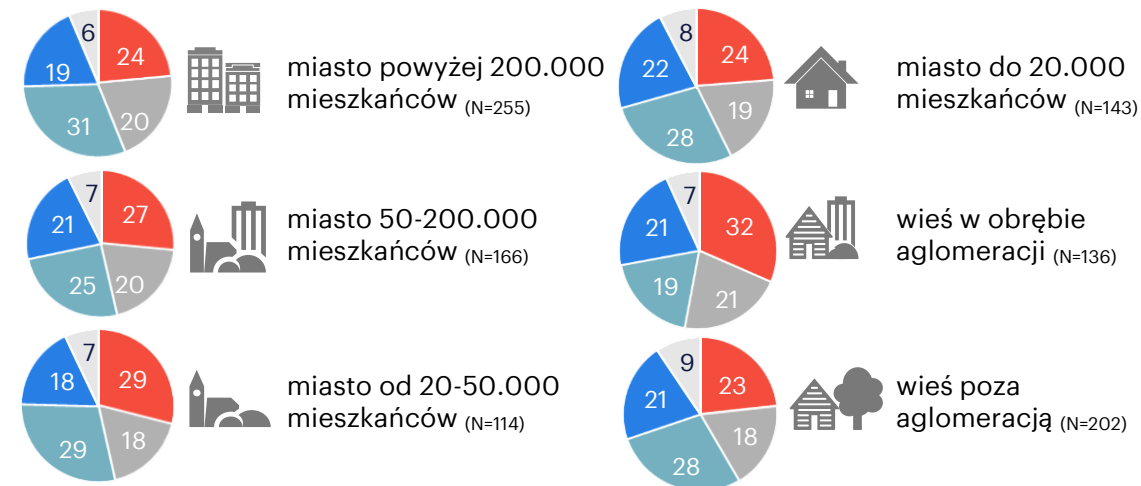 6
24
19
31
20
miasto powyżej 200.000
mieszkańców (N=255)
8
24
22
19
28
miasto do 20.000
mieszkańców (N=143)
7
27
21
25
20
miasto 50-200.000
mieszkańców (N=166)
7
32
21
19
21
wieś w obrębie
aglomeracji (N=136)
7
29
18
29
18
miasto od 20-50.000
mieszkańców (N=114)
9
23
21
18
28
wieś poza
aglomeracją (N=202)